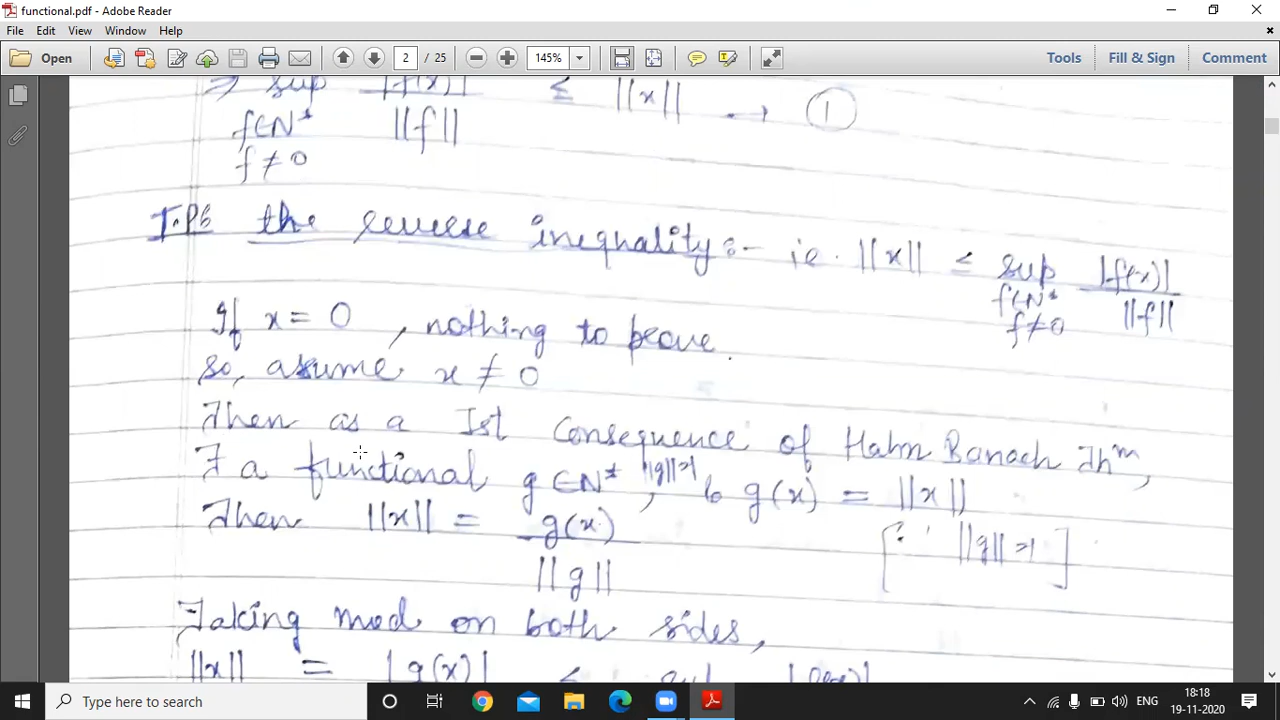 functional.pdf - Adobe Reader
File Edit View Window Help
Open 2 / 25 145% Tools Fill & Sign Comment
⇒ sup |f(x)| ≤ ||x|| → ①
f∈N* ||f||
f≠0
T.P6 the reverse inequality :- ie. ||x|| ≤ sup |f(x)|
f∈N* ||f||
f≠0
If x = 0 , nothing to prove.
So, assume x ≠ 0
Then as a Ist Consequence of Hahn Banach Thm,
∃ a functional g ∈ N*, ||g||=1 g(x) = ||x||
Then ||x|| = g(x) [∵ ||g||=1]
||g||
Taking mod on both sides,
||x|| = |g(x)| ≤
Type here to search
ENG
18:18
19-11-2020